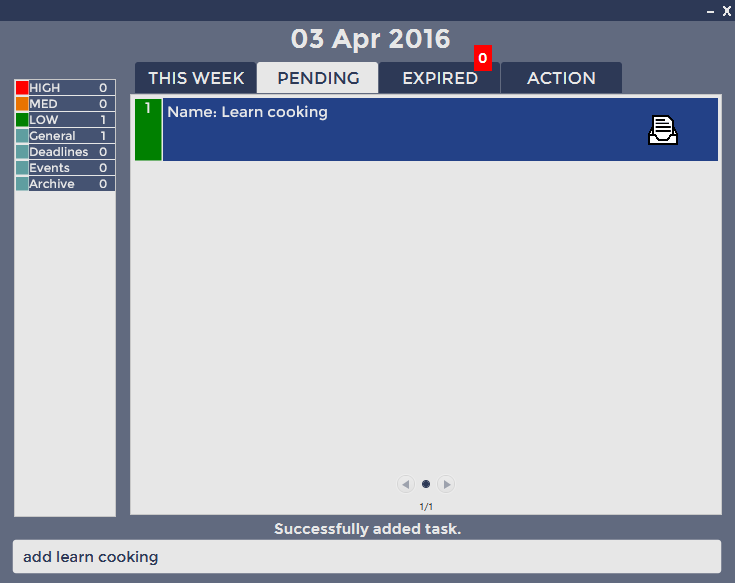 – X
03 Apr 2016
0
THIS WEEK PENDING EXPIRED ACTION
HIGH 0
MED 0
LOW 1
General 1
Deadlines 0
Events 0
Archive 0
1 Name: Learn cooking
1/1
Successfully added task.
add learn cooking